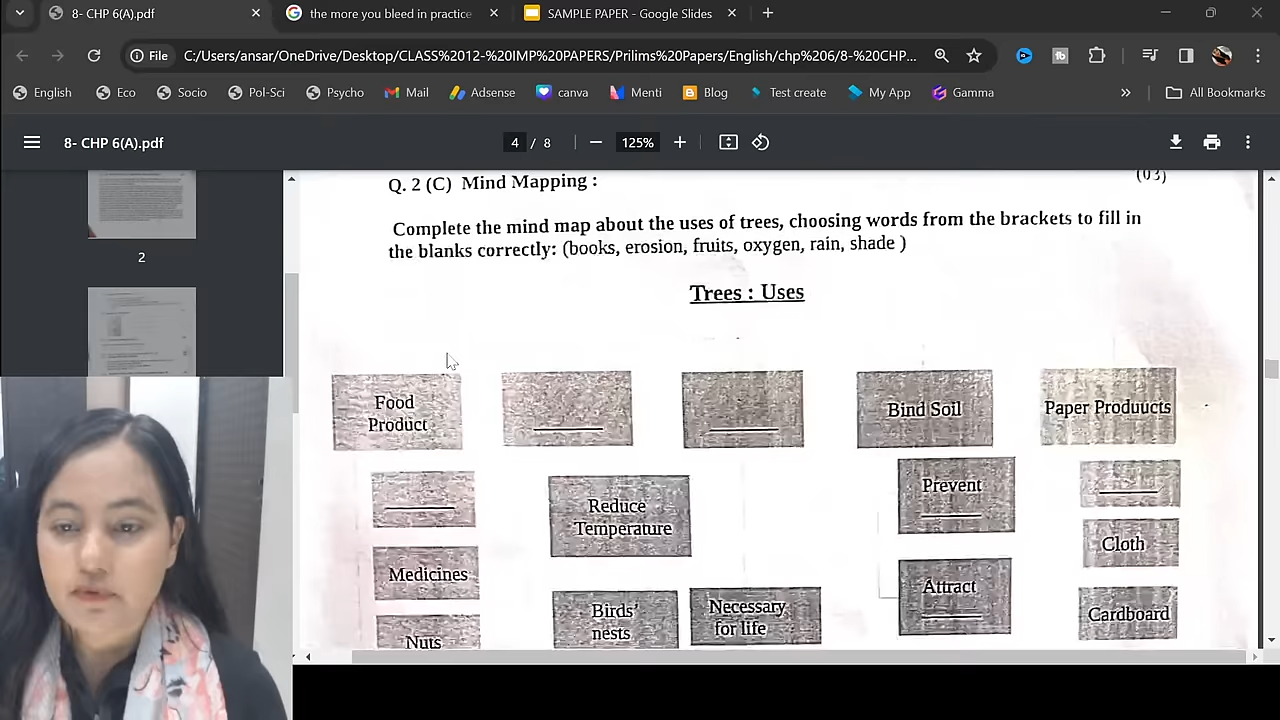 8- CHP 6(A).pdf
the more you bleed in practice
SAMPLE PAPER - Google Slides
File
C:/Users/ansar/OneDrive/Desktop/CLASS%2012-%20IMP%20PAPERS/Prilims%20Papers/English/chp%206/8-%20CHP...
English
Eco
Socio
Pol-Sci
Psycho
Mail
Adsense
canva
Menti
Blog
Test create
My App
Gamma
All Bookmarks
8- CHP 6(A).pdf
4 / 8
125%
2
Q. 2 (C) Mind Mapping :
(03)
Complete the mind map about the uses of trees, choosing words from the brackets to fill in
the blanks correctly: (books, erosion, fruits, oxygen, rain, shade )
Trees : Uses
Food
Product
Bind Soil
Paper Produucts
Reduce
Temperature
Prevent
Medicines
Cloth
Birds'
nests
Necessary
for life
Attract
Cardboard
Nuts